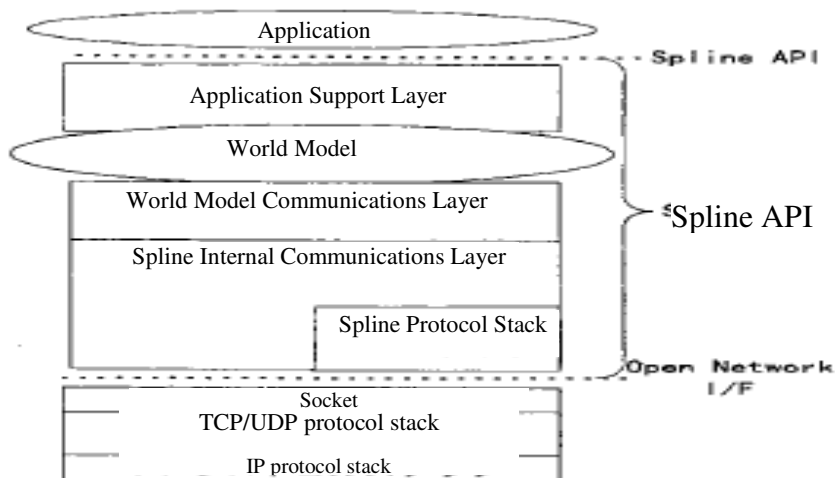 Application
Spline API
Application Support Layer
World Model
World Model Communications Layer
Spline API
Spline Internal Communications Layer
Spline Protocol Stack
Open Network
I/F
Socket
TCP/UDP protocol stack
IP protocol stack